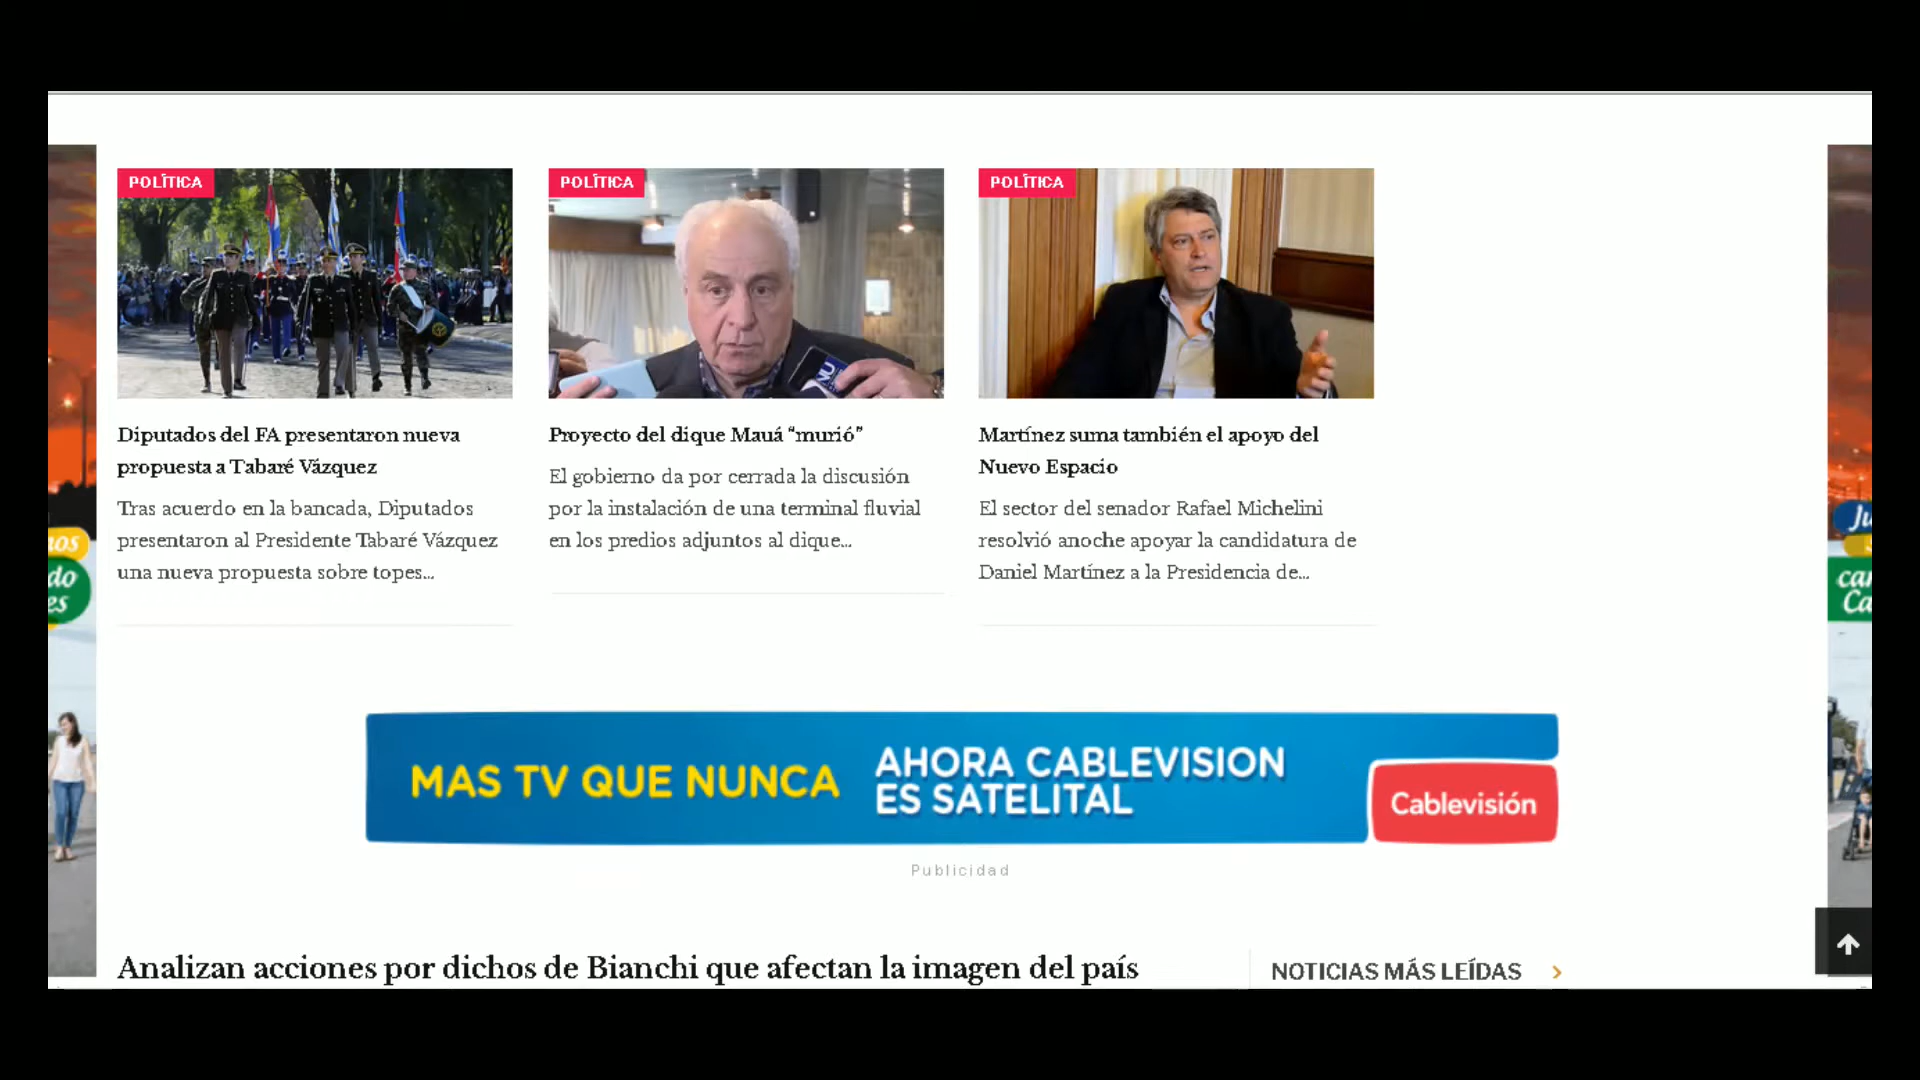 POLÍTICA
Diputados del FA presentaron nueva
propuesta a Tabaré Vázquez
Tras acuerdo en la bancada, Diputados
presentaron al Presidente Tabaré Vázquez
una nueva propuesta sobre topes...
POLÍTICA
NU
Proyecto del dique Mauá “murió”
El gobierno da por cerrada la discusión
por la instalación de una terminal fluvial
en los predios adjuntos al dique...
POLÍTICA
Martínez suma también el apoyo del
Nuevo Espacio
El sector del senador Rafael Michelini
resolvió anoche apoyar la candidatura de
Daniel Martínez a la Presidencia de...
MAS TV QUE NUNCA
AHORA CABLEVISION
ES SATELITAL
Cablevisión
Publicidad
Analizan acciones por dichos de Bianchi que afectan la imagen del país
NOTICIAS MÁS LEÍDAS